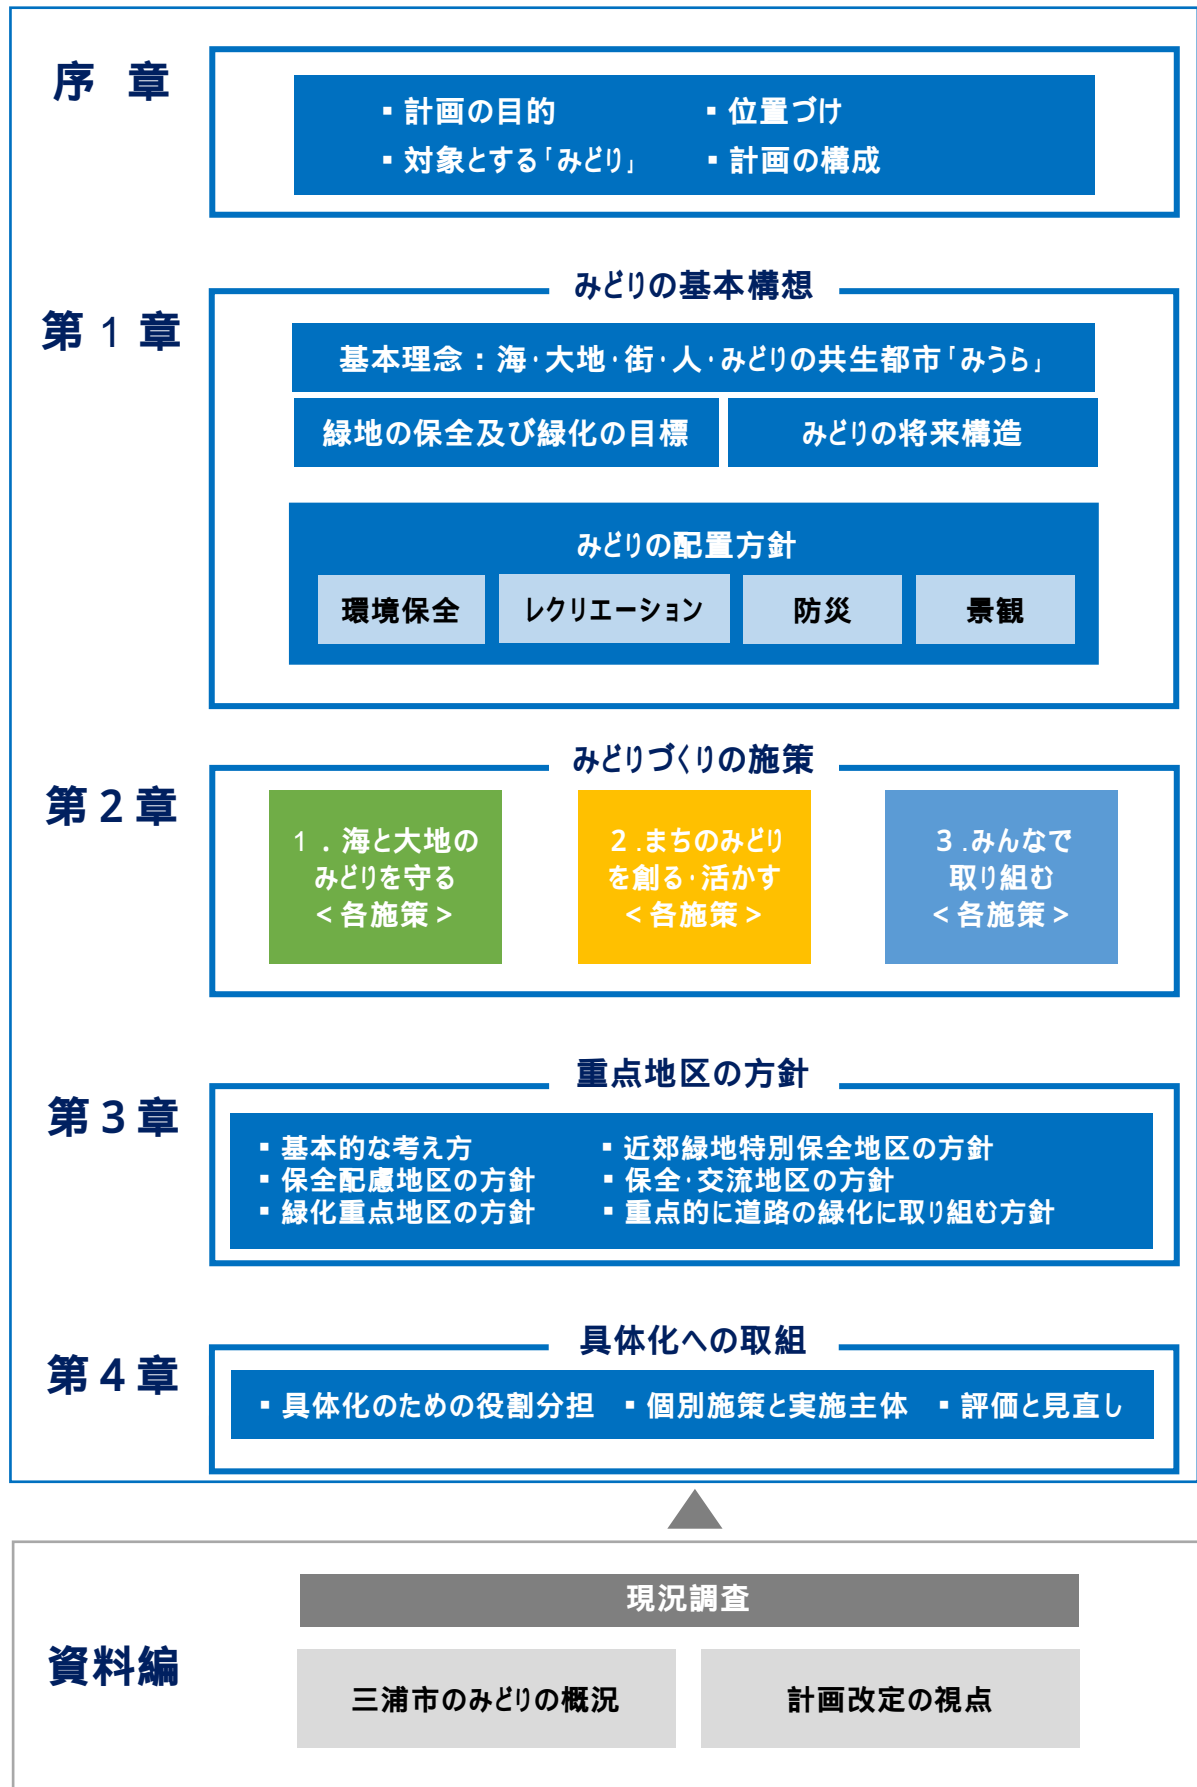 序 章
▪計画の目的 ▪位置づけ
▪対象とする「みどり」 ▪計画の構成
第1章
みどりの基本構想
基本理念：海・大地・街・人・みどりの共生都市「みうら」
緑地の保全及び緑化の目標 みどりの将来構造
みどりの配置方針
環境保全 レクリエーション 防災 景観
第2章
みどりづくりの施策
1．海と大地の
みどりを守る
＜各施策＞
2．まちのみどり
を創る・活かす
＜各施策＞
3．みんなで
取り組む
＜各施策＞
第3章
重点地区の方針
▪基本的な考え方 ▪近郊緑地特別保全地区の方針
▪保全配慮地区の方針 ▪保全・交流地区の方針
▪緑化重点地区の方針 ▪重点的に道路の緑化に取り組む方針
第4章
具体化への取組
▪具体化のための役割分担 ▪個別施策と実施主体 ▪評価と見直し
資料編
現況調査
三浦市のみどりの概況 計画改定の視点